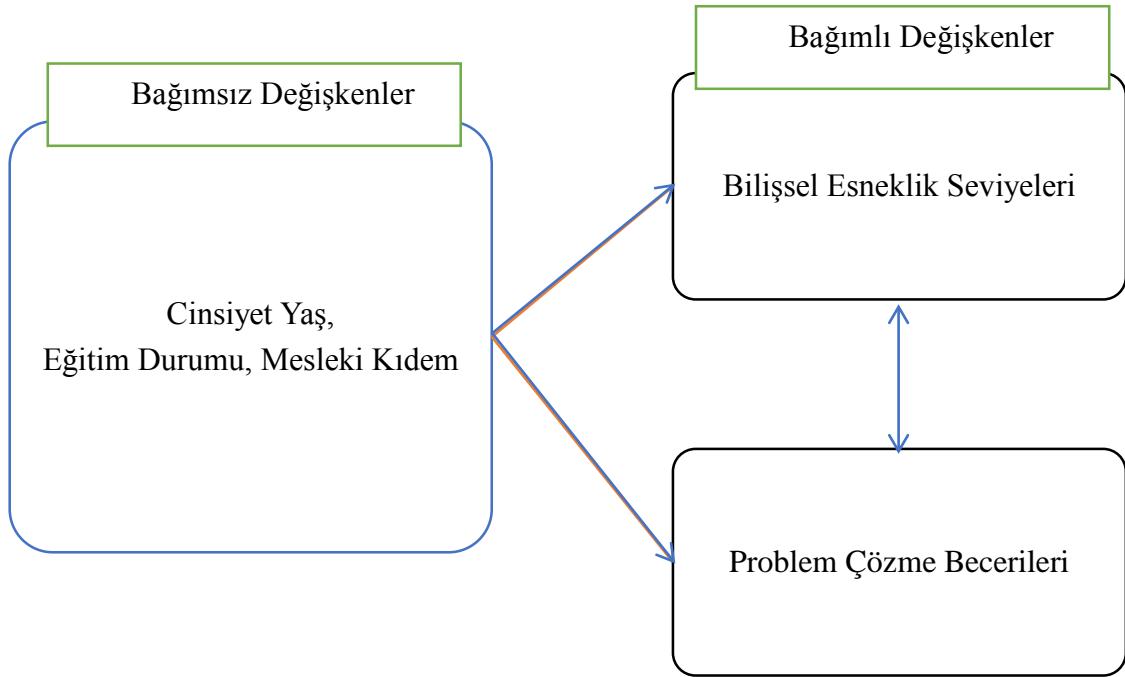 Bağımsız Değişkenler
Cinsiyet Yaş,
Eğitim Durumu, Mesleki Kıdem
Bağımlı Değişkenler
Bilişsel Esneklik Seviyeleri
Problem Çözme Becerileri